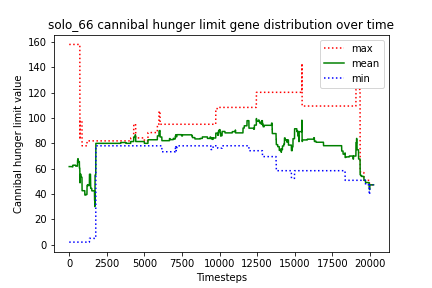 solo_66 cannibal hunger limit gene distribution over time
160
140
120
100
80
60
40
20
0
Cannibal hunger limit value
max
mean
min
0 2500 5000 7500 10000 12500 15000 17500 20000
Timesteps